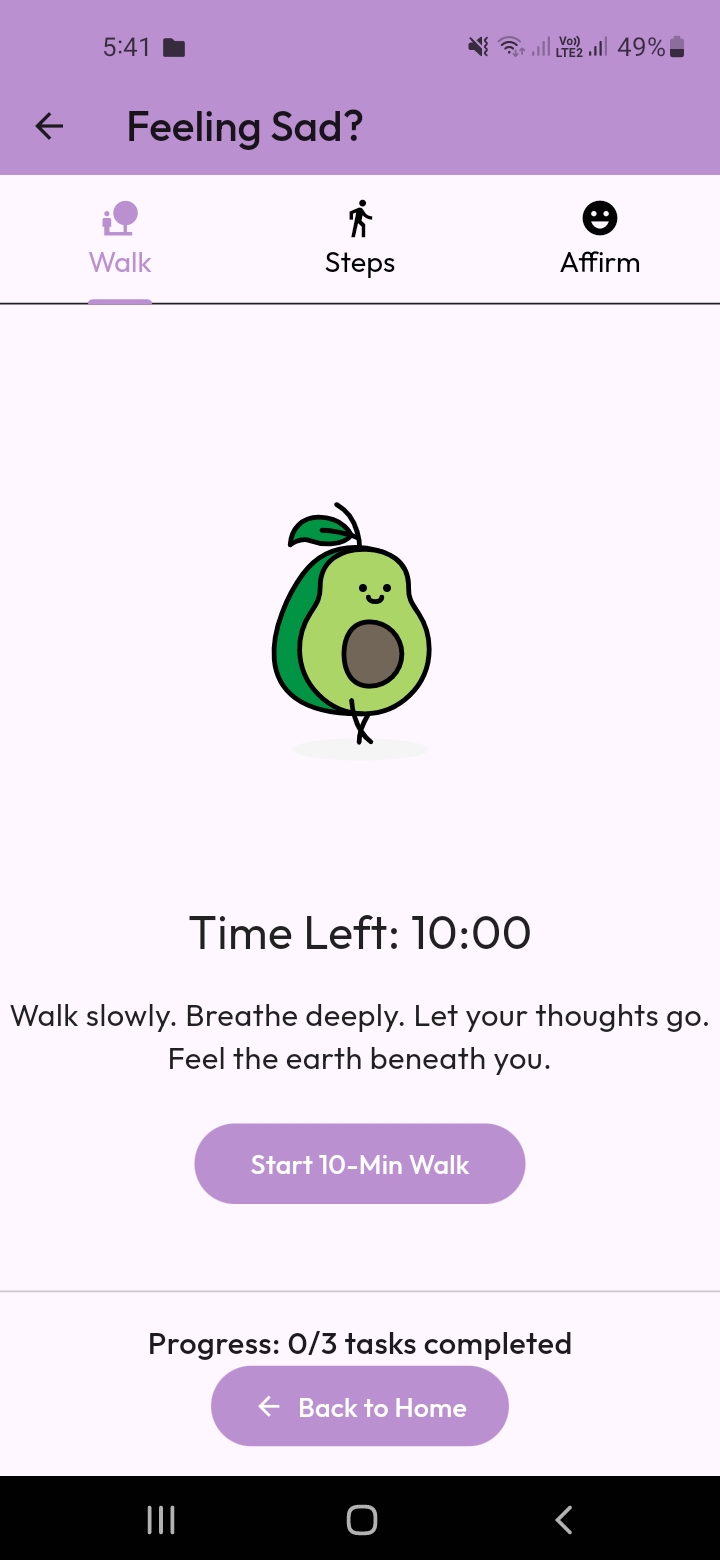 5:41
Vo)) LTE2 49%
Feeling Sad?
Walk Steps Affirm
Time Left: 10:00
Walk slowly. Breathe deeply. Let your thoughts go.
Feel the earth beneath you.
Start 10-Min Walk
Progress: 0/3 tasks completed
Back to Home